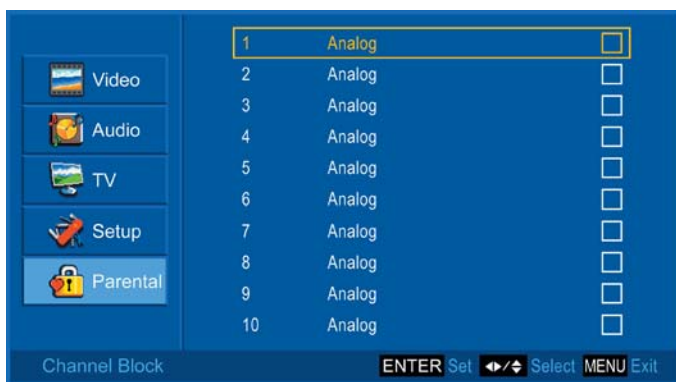 Video
Audio
TV
Setup
Parental
1 Analog
2 Analog
3 Analog
4 Analog
5 Analog
6 Analog
7 Analog
8 Analog
9 Analog
10 Analog
Channel Block
ENTER Set / Select MENU Exit